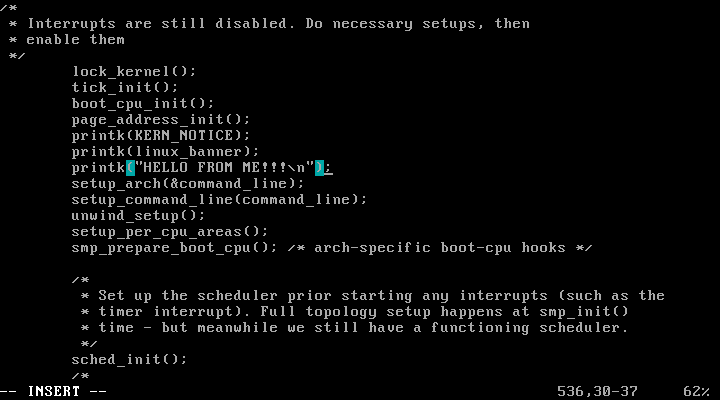 /*
 * Interrupts are still disabled. Do necessary setups, then
 * enable them
 */
        lock_kernel();
        tick_init();
        boot_cpu_init();
        page_address_init();
        printk(KERN_NOTICE);
        printk(linux_banner);
        printk("HELLO FROM ME!!!\n");
        setup_arch(&command_line);
        setup_command_line(command_line);
        unwind_setup();
        setup_per_cpu_areas();
        smp_prepare_boot_cpu(); /* arch-specific boot-cpu hooks */

        /*
         * Set up the scheduler prior starting any interrupts (such as the
         * timer interrupt). Full topology setup happens at smp_init()
         * time - but meanwhile we still have a functioning scheduler.
         */
        sched_init();
        /*
-- INSERT -- 536,30-37 62%